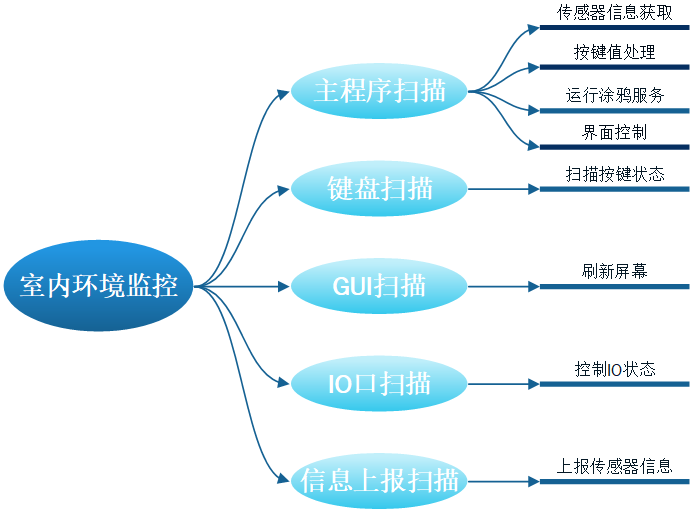 室内环境监控
主程序扫描
传感器信息获取
按键值处理
运行涂鸦服务
界面控制
键盘扫描
扫描按键状态
GUI扫描
刷新屏幕
IO口扫描
控制IO状态
信息上报扫描
上报传感器信息